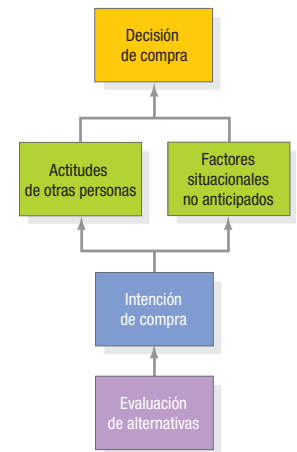 Decisión
de compra
Actitudes
de otras personas
Factores
situacionales
no anticipados
Intención
de compra
Evaluación
de alternativas